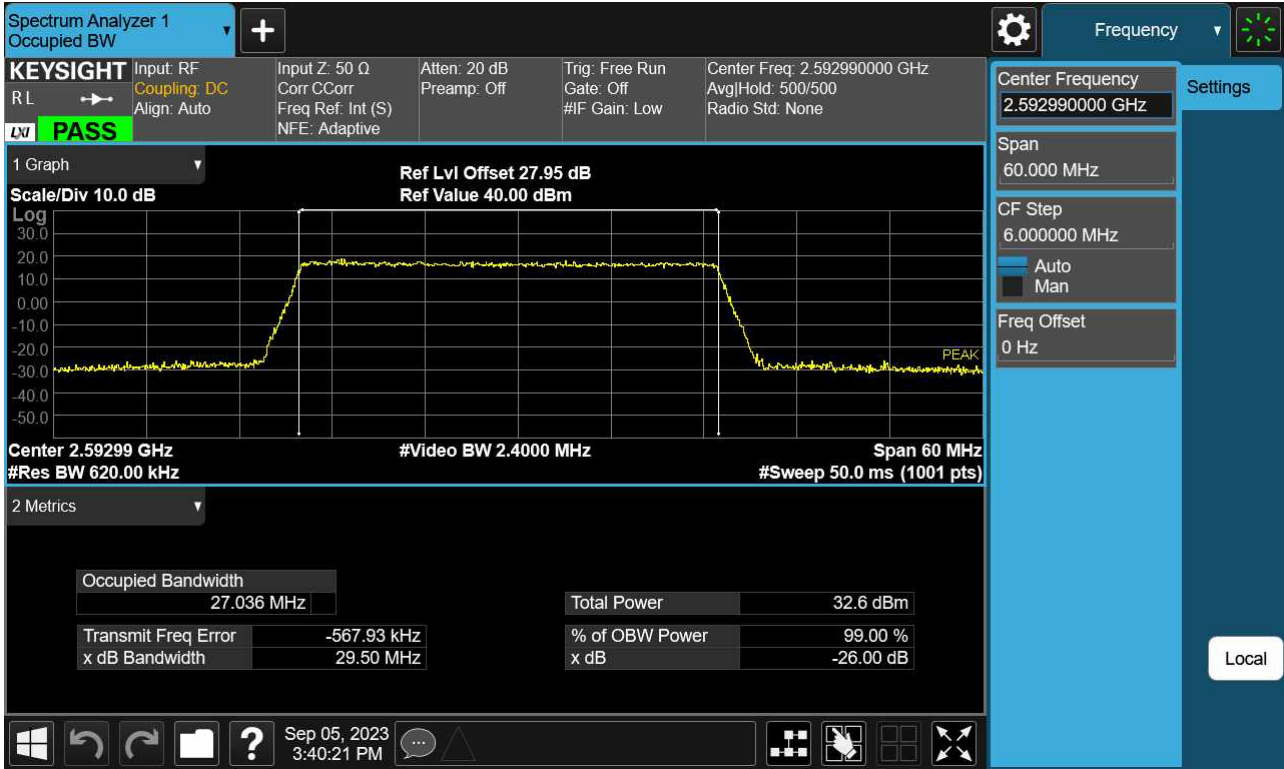 Spectrum Analyzer 1
Occupied BW
Frequency
KEYSIGHT
R L
LXI
PASS
Input: RF
Coupling: DC
Align: Auto
Input Z: 50 Ω
Corr CCorr
Freq Ref: Int (S)
NFE: Adaptive
Atten: 20 dB
Preamp: Off
Trig: Free Run
Gate: Off
#IF Gain: Low
Center Freq: 2.592990000 GHz
Avg|Hold: 500/500
Radio Std: None
Center Frequency
2.592990000 GHz
Settings
Span
60.000 MHz
CF Step
6.000000 MHz
Auto
Man
Freq Offset
0 Hz
Local
1 Graph
Scale/Div 10.0 dB
Ref Lvl Offset 27.95 dB
Ref Value 40.00 dBm
Log
30.0
20.0
10.0
0.00
-10.0
-20.0
-30.0
-40.0
-50.0
PEAK
Center 2.59299 GHz
#Video BW 2.4000 MHz
Span 60 MHz
#Res BW 620.00 kHz
#Sweep 50.0 ms (1001 pts)
2 Metrics
Occupied Bandwidth
27.036 MHz
Total Power 32.6 dBm
Transmit Freq Error -567.93 kHz
% of OBW Power 99.00 %
x dB Bandwidth 29.50 MHz
x dB -26.00 dB
?
Sep 05, 2023
3:40:21 PM